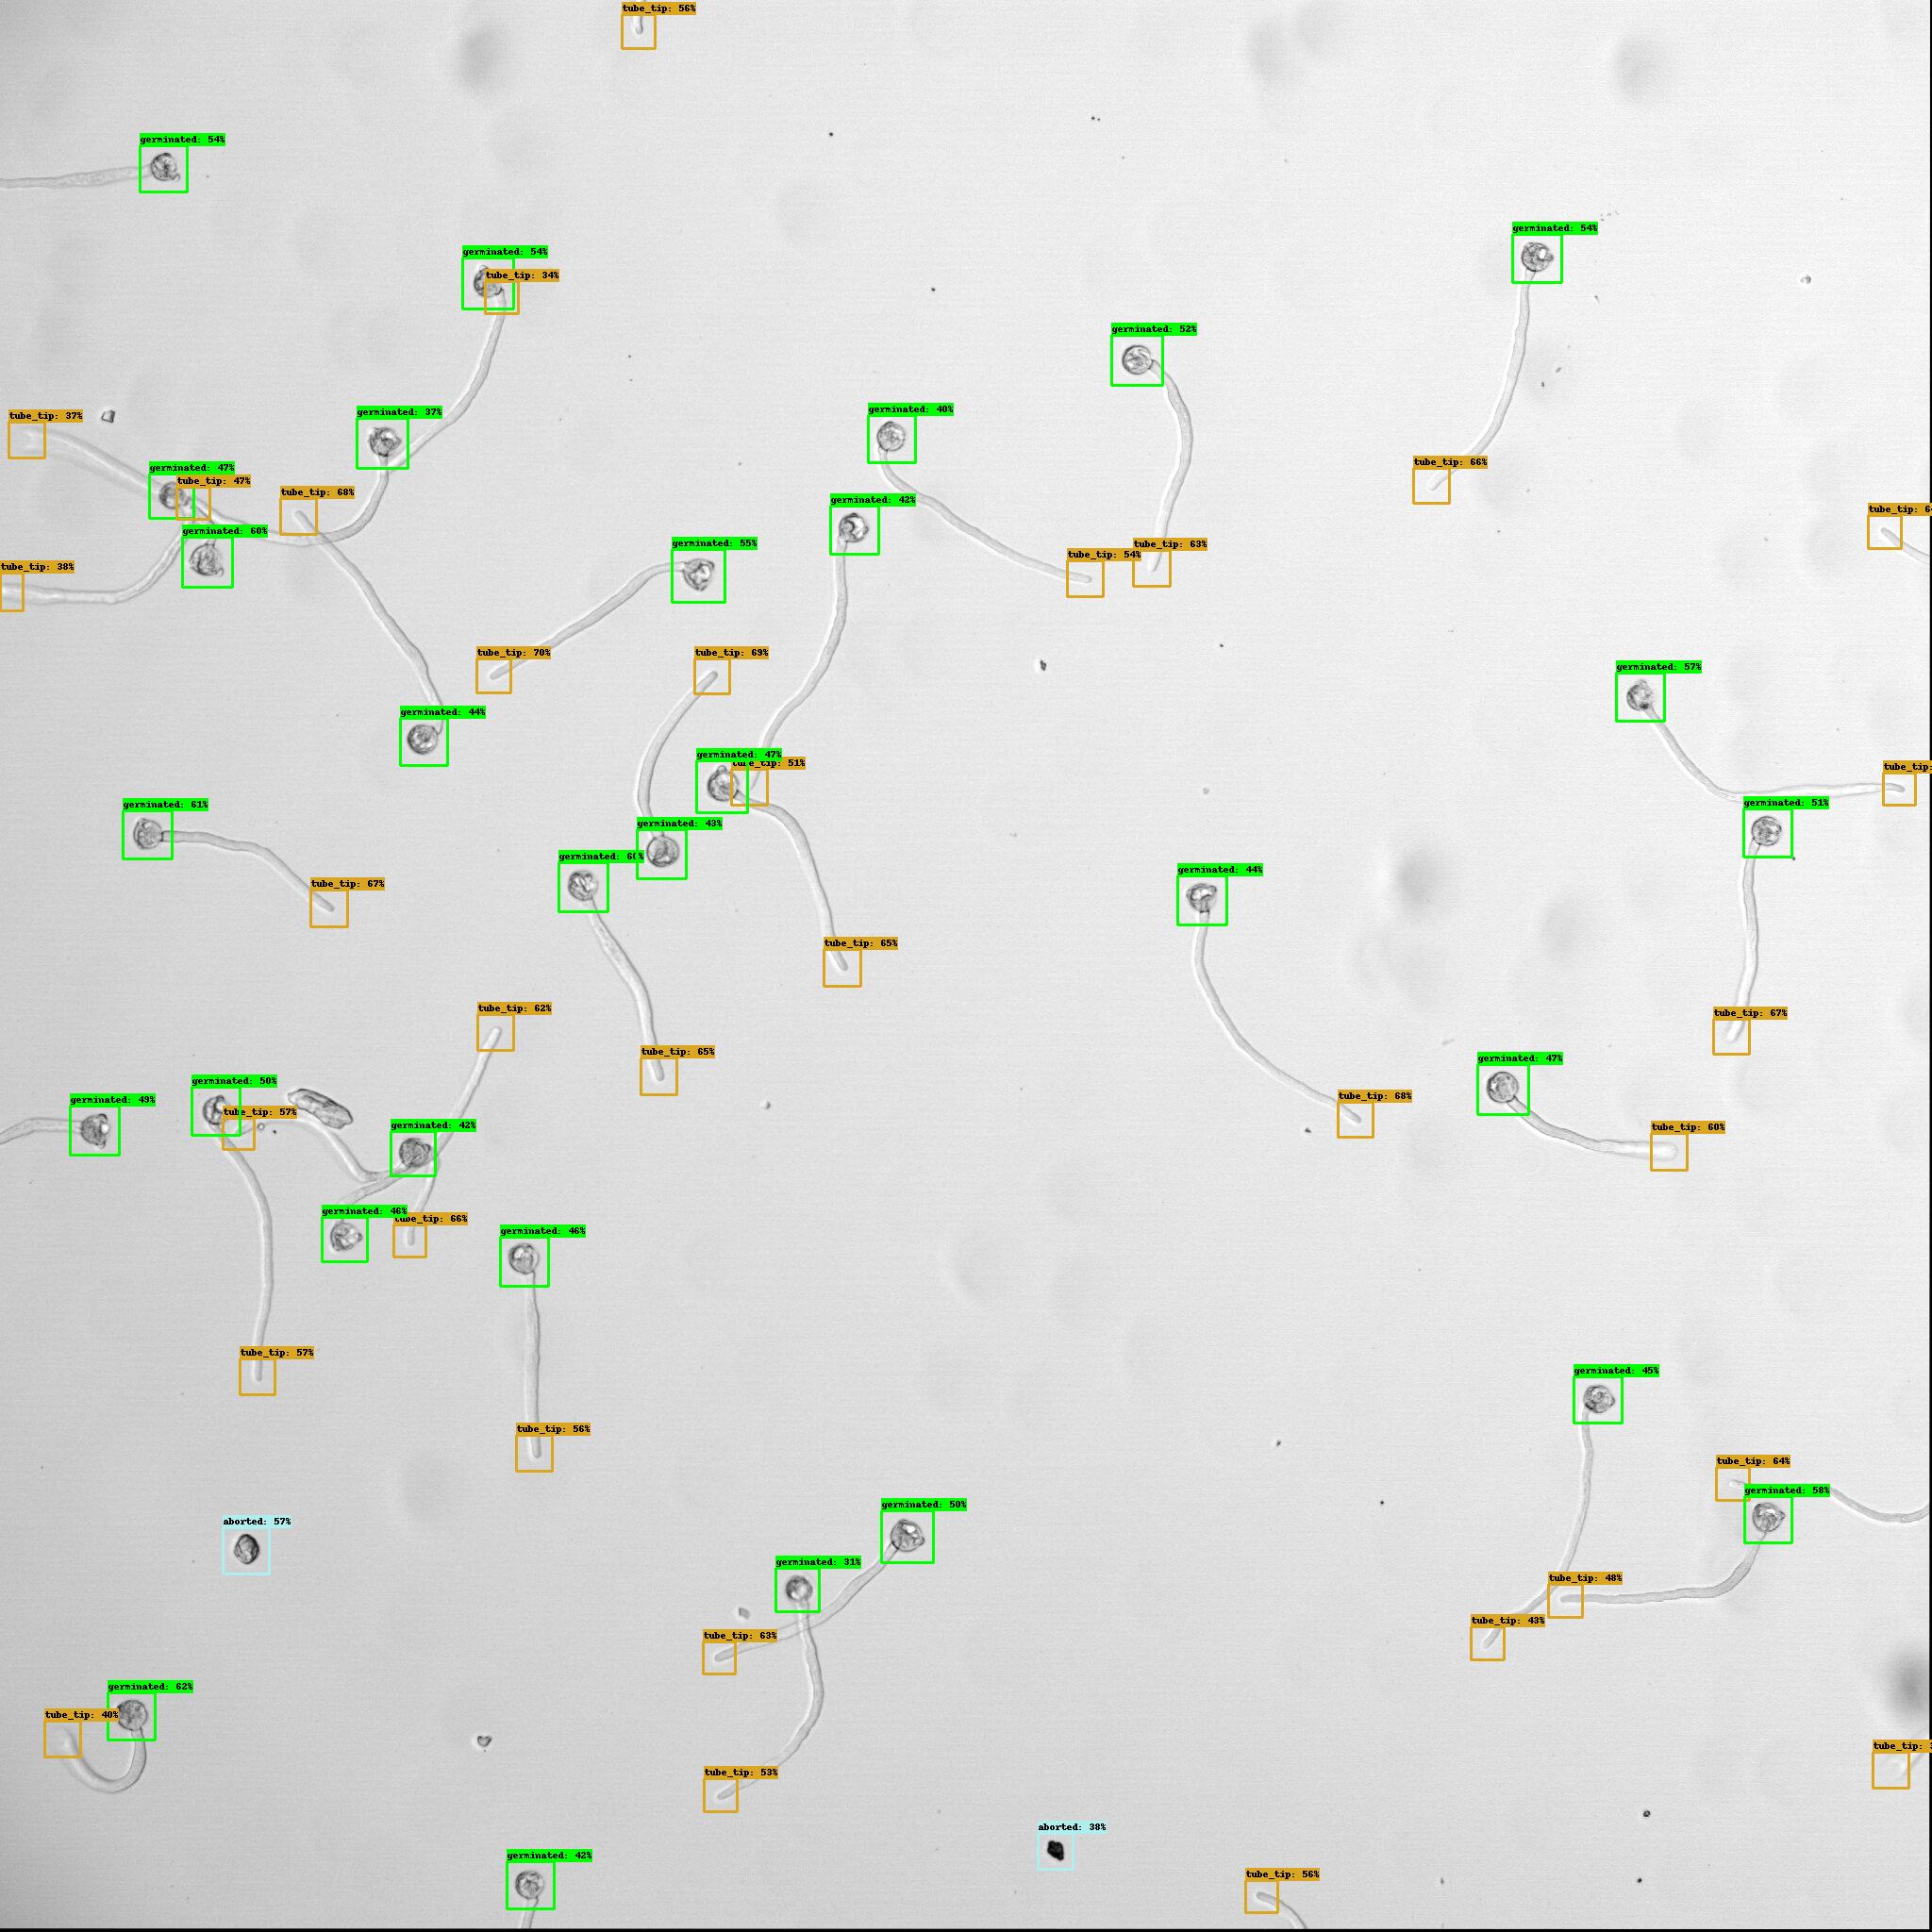 tube_tip: 56%
germinated: 54%
germinated: 54%
germinated: 54%
tube_tip: 34%
germinated: 52%
germinated: 40%
germinated: 37%
tube_tip: 37%
germinated: 47%
tube_tip: 47%
tube_tip: 68%
tube_tip: 66%
germinated: 42%
tube_tip:
germinated: 60%
germinated: 55%
tube_tip: 63%
tube_tip: 54%
tube_tip: 38%
tube_tip: 70%
tube_tip: 69%
germinated: 57%
germinated: 44%
germinated: 47%
tube_tip: 51%
tube_tip:
germinated: 61%
germinated: 51%
germinated: 43%
germinated:
germinated: 44%
tube_tip: 67%
tube_tip: 65%
tube_tip: 62%
tube_tip: 67%
tube_tip: 65%
germinated: 47%
germinated: 50%
germinated: 49%
tube_tip: 68%
tube_tip: 57%
germinated: 42%
tube_tip: 60%
germinated: 46%
tube_tip: 66%
germinated: 46%
tube_tip: 57%
germinated: 45%
tube_tip: 56%
tube_tip: 64%
germinated: 58%
germinated: 50%
aborted: 57%
germinated: 31%
tube_tip: 48%
tube_tip: 43%
tube_tip: 63%
germinated: 62%
tube_tip: 40%
tube_tip:
tube_tip: 53%
aborted: 38%
germinated: 42%
tube_tip: 56%